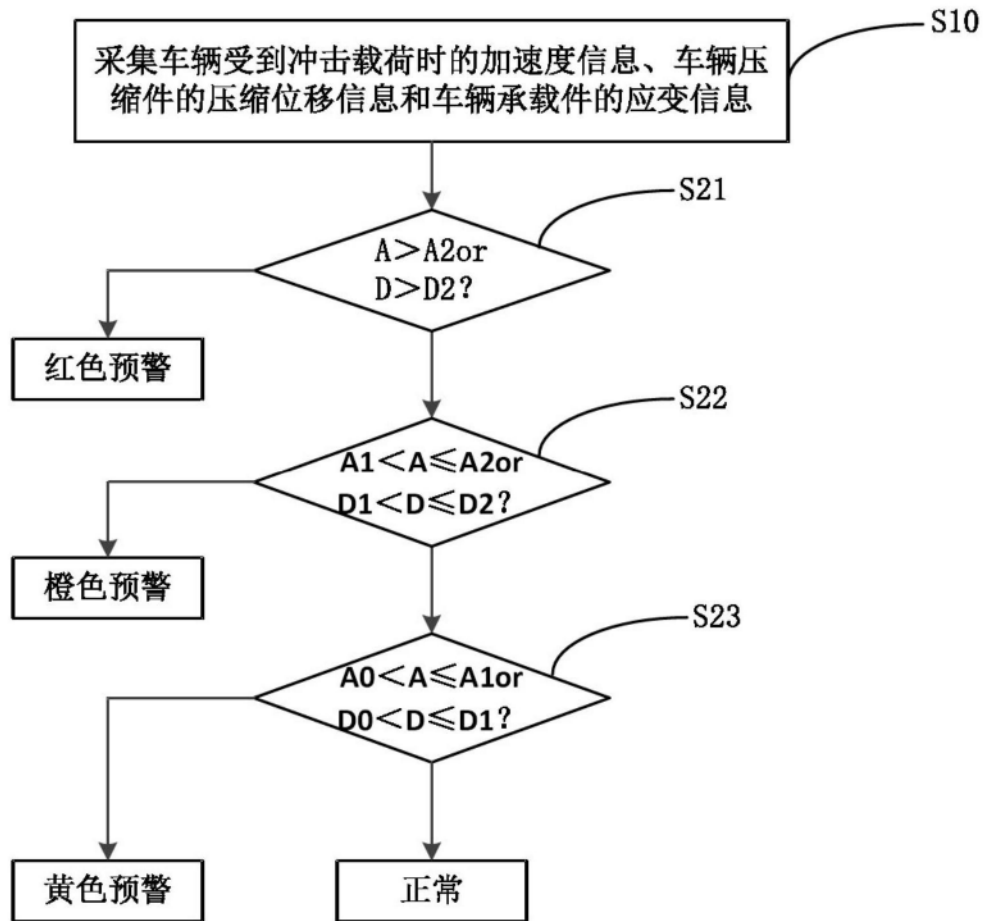 S10
采集车辆受到冲击载荷时的加速度信息、车辆压
缩件的压缩位移信息和车辆承载件的应变信息
S21
A＞A2or
D＞D2?
红色预警
S22
A1＜A≤A2or
D1＜D≤D2?
橙色预警
S23
A0＜A≤A1or
D0＜D≤D1?
黄色预警
正常